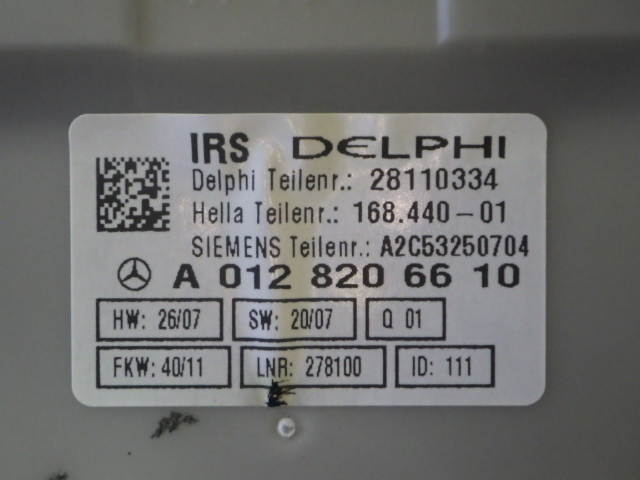 IRS DELPHI
Delphi Teilenr.: 28110334
Hella Teilenr.: 168.440-01
SIEMENS Teilenr.: A2C53250704
A 012 820 66 10
HW: 26/07 SW: 20/07 Q 01
FKW: 40/11 LNR: 278100 ID: 111